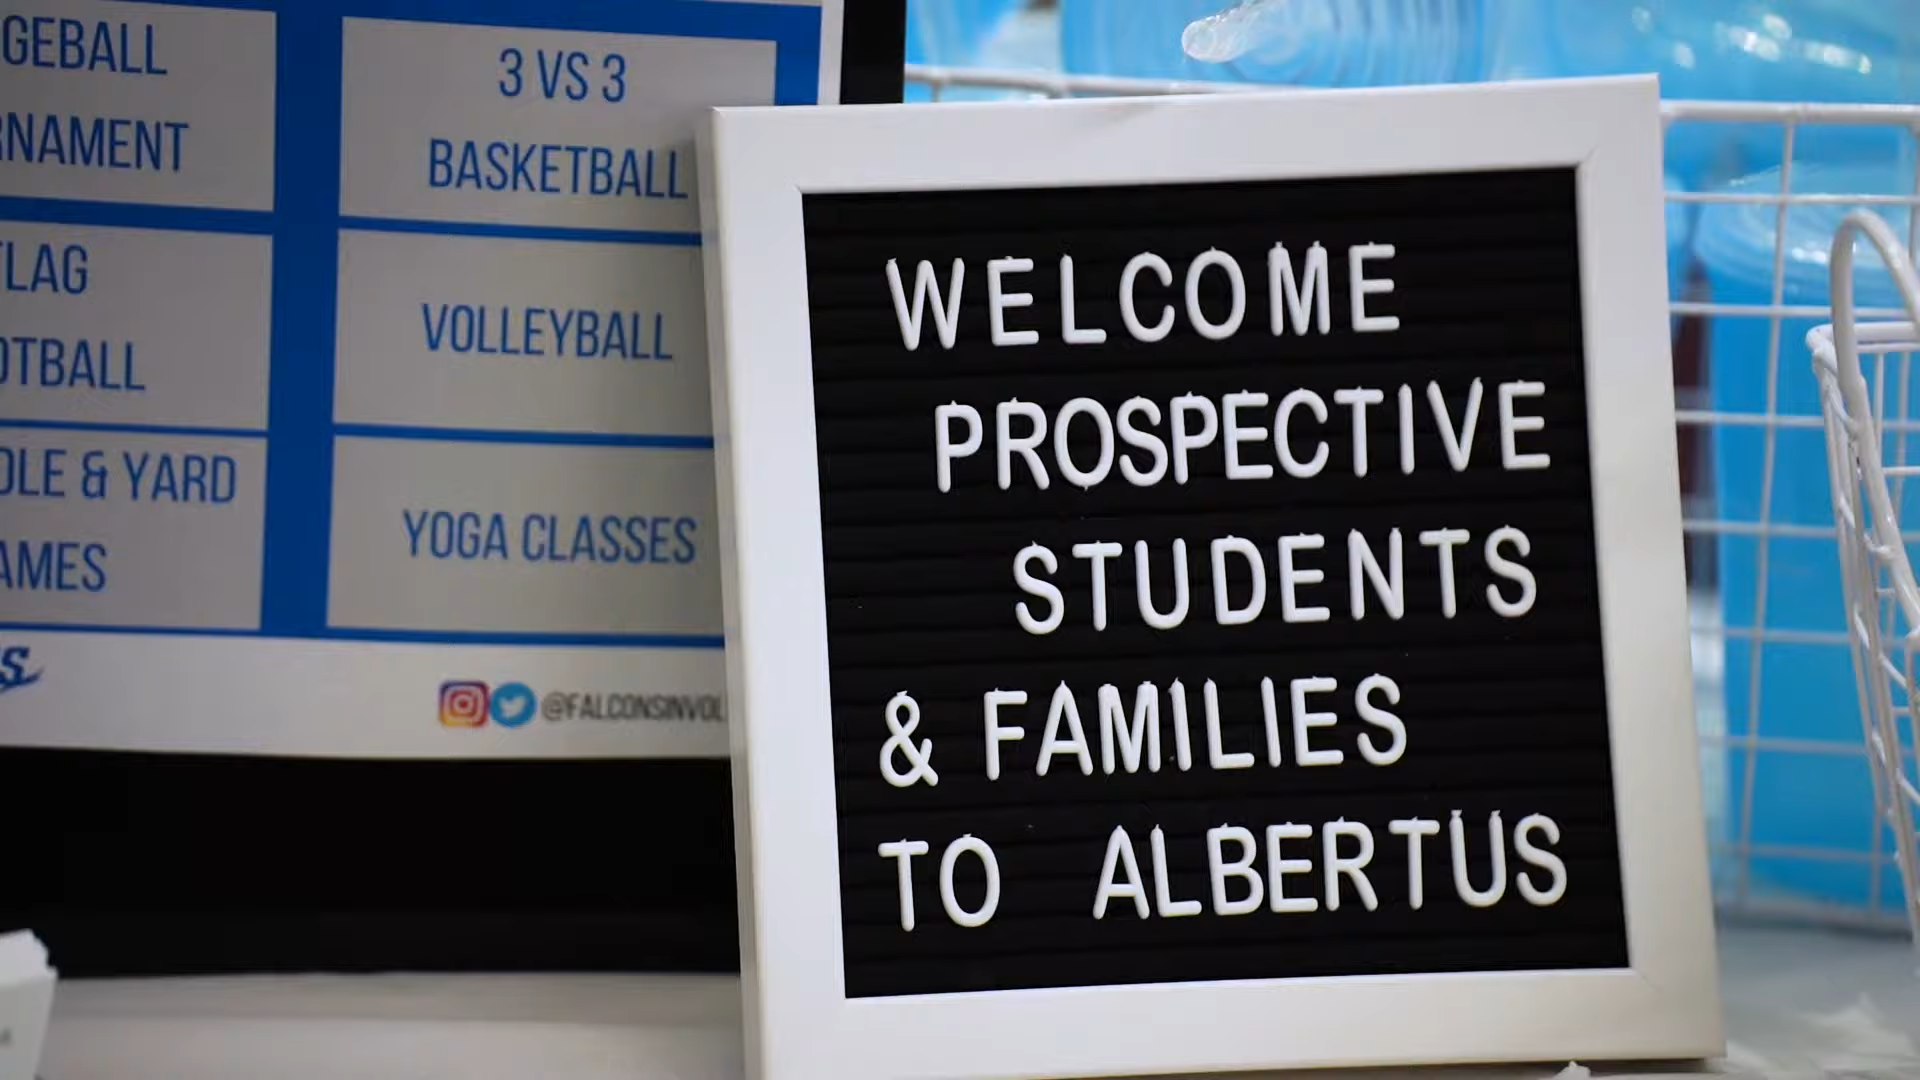 GEBALL
NAMENT
3 VS 3
BASKETBALL
LAG
OTBALL
VOLLEYBALL
& YARD
AMES
YOGA CLASSES
@FALCONSINVOL
WELCOME
PROSPECTIVE
STUDENTS
& FAMILIES
TO ALBERTUS